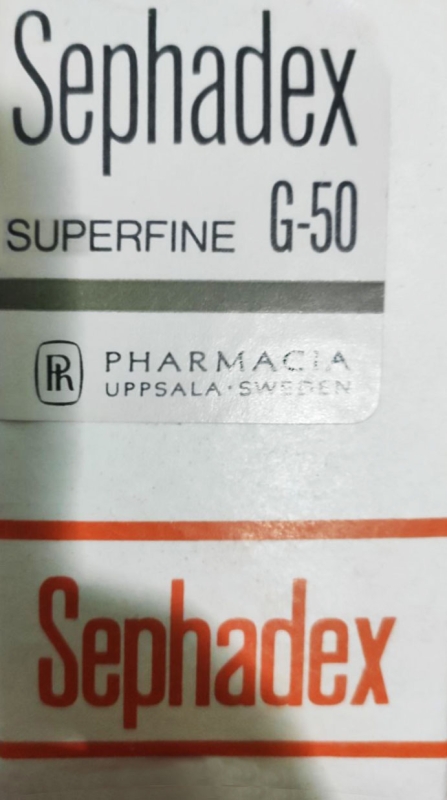 Sephadex
SUPERFINE G-50
PHARMACIA
UPPSALA·SWEDEN
Sephadex